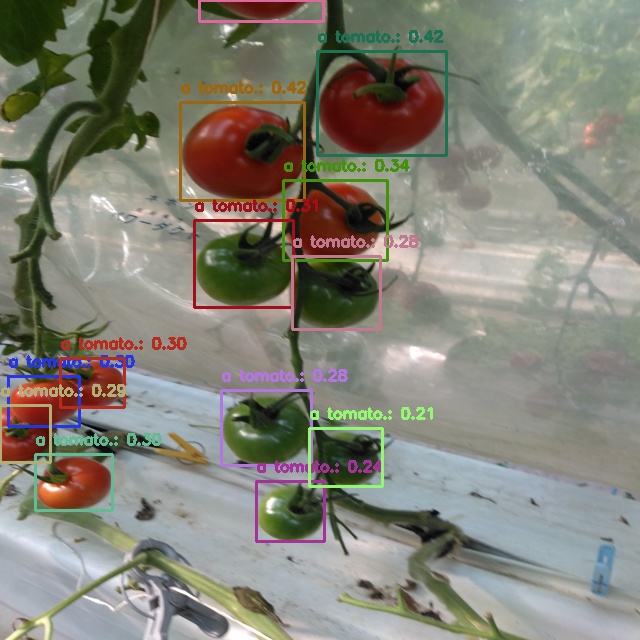 a tomato.: 0.42
a tomato.: 0.42
a tomato.: 0.34
a tomato.: 0.31
a tomato.: 0.28
a tomato.: 0.30
a tomato.: 0.30
a tomato.: 0.29
a tomato.: 0.28
a tomato.: 0.21
a tomato.: 0.38
a tomato.: 0.24